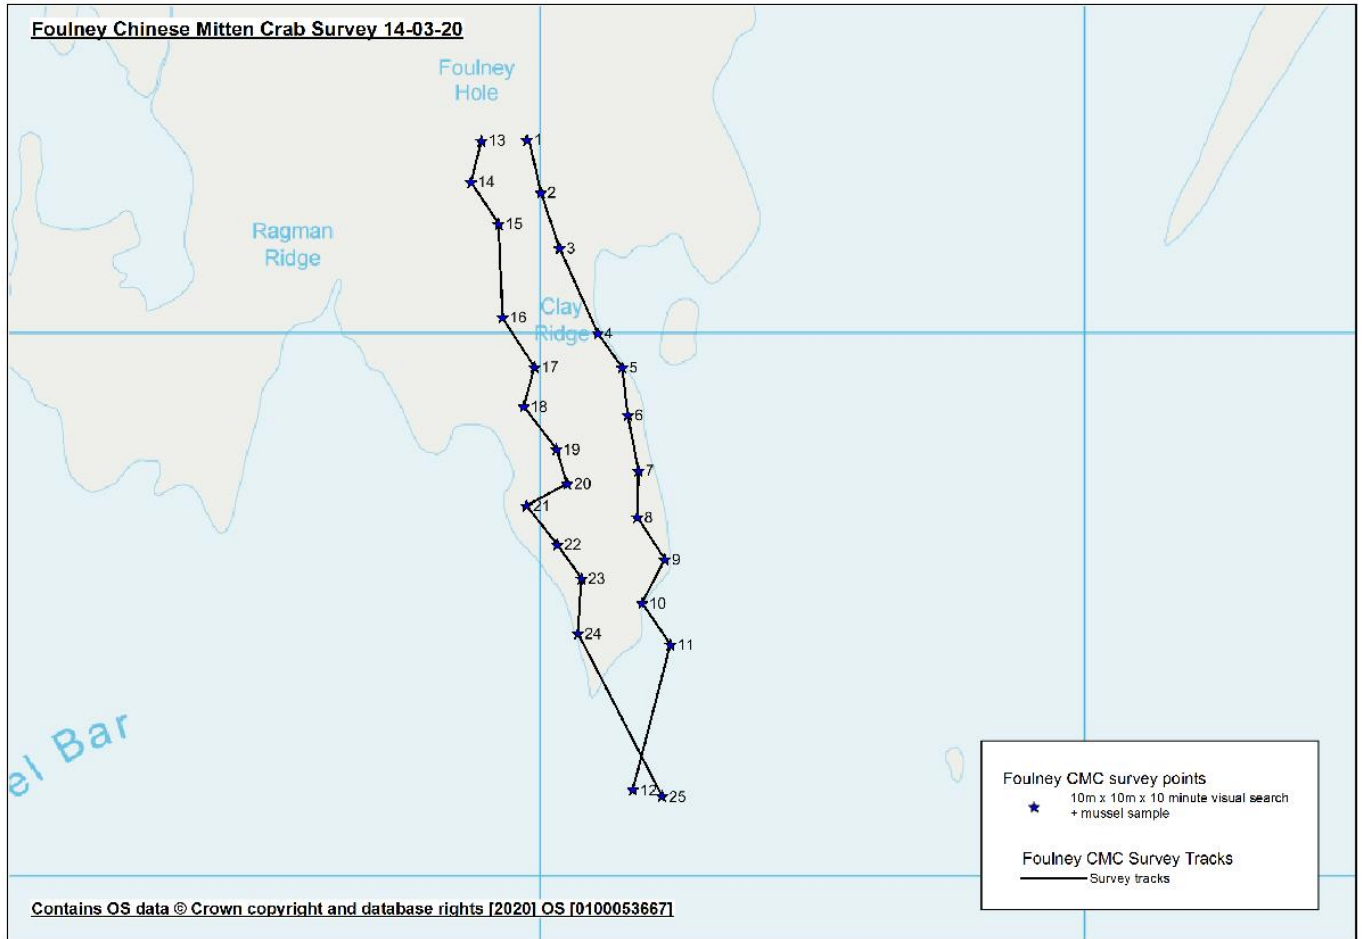 Foulney Chinese Mitten Crab Survey 14-03-20
Foulney
Hole
13
1
14
2
15
Ragman
Ridge
3
Clay
Ridge
16
4
17
5
18
6
19
7
20
21
8
22
9
23
10
24
11
el Bar
12
25
Foulney CMC survey points
10m x 10m x 10 minute visual search
+ mussel sample
Foulney CMC Survey Tracks
Survey tracks
Contains OS data © Crown copyright and database rights [2020] OS [0100053667]